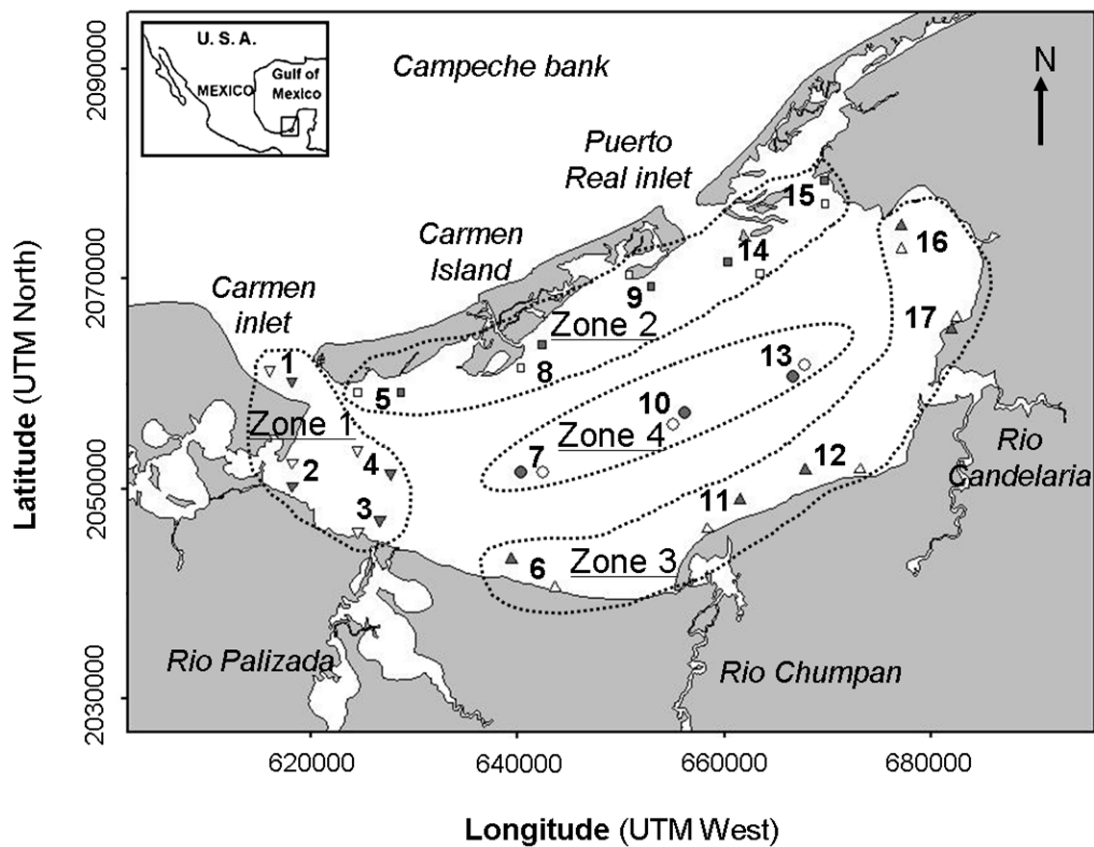 U. S. A.
MEXICO
Gulf of
Mexico
Campeche bank
N
Puerto
Real inlet
Carmen
Island
Carmen
inlet
15
14
16
9
17
Zone 2
1
8
13
5
10
Zone 1
Zone 4
2
4
7
12
3
11
6
Zone 3
Rio
Candelaria
Rio Palizada
Rio Chumpan
2090000
2070000
2050000
2030000
Latitude (UTM North)
620000
640000
660000
680000
Longitude (UTM West)